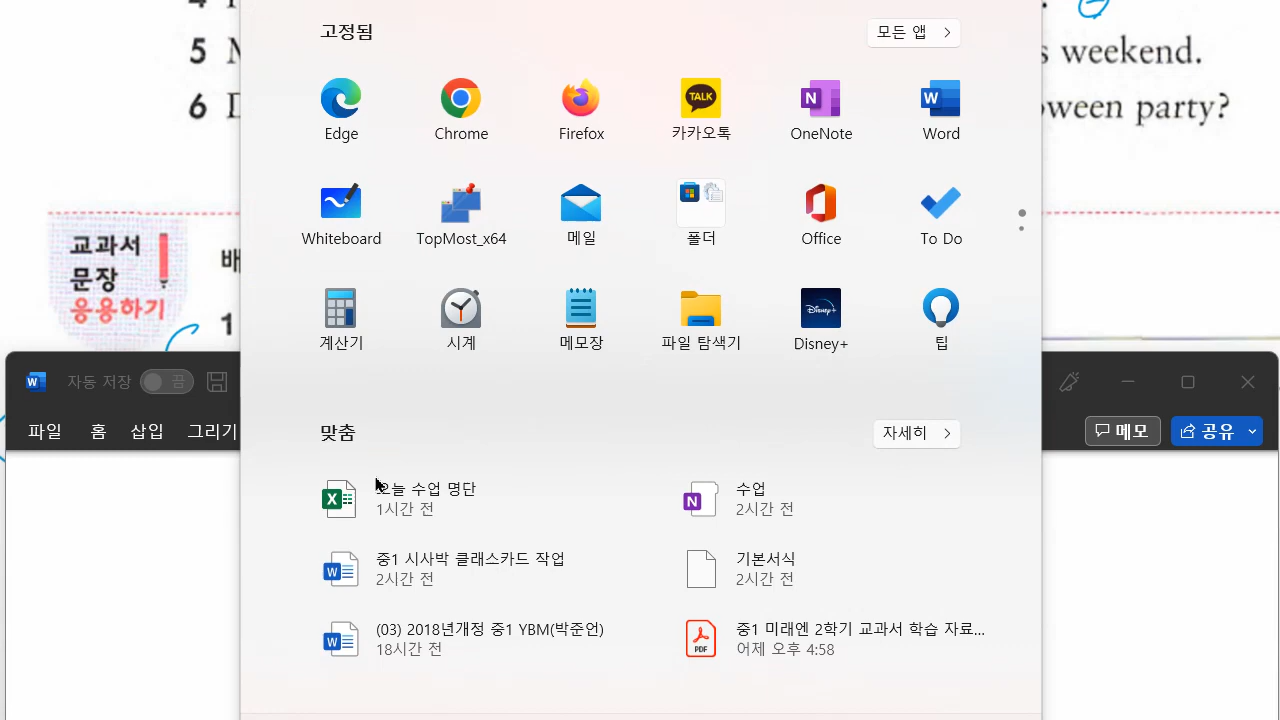 4
5 M s weekend.
6 D oween party?
교과서
문장
응용하기
배
1
고정됨
모든 앱
Edge
Chrome
Firefox
TALK
카카오톡
OneNote
Word
Whiteboard
TopMost_x64
메일
폴더
Office
To Do
계산기
시계
메모장
파일 탐색기
Disney+
Disney+
팁
자동 저장 끔
파일 홈 삽입 그리기
메모
공유
맞춤
자세히
오늘 수업 명단
1시간 전
수업
2시간 전
중1 시사박 클래스카드 작업
2시간 전
기본서식
2시간 전
(03) 2018년개정 중1 YBM(박준언)
18시간 전
PDF
중1 미래엔 2학기 교과서 학습 자료...
어제 오후 4:58